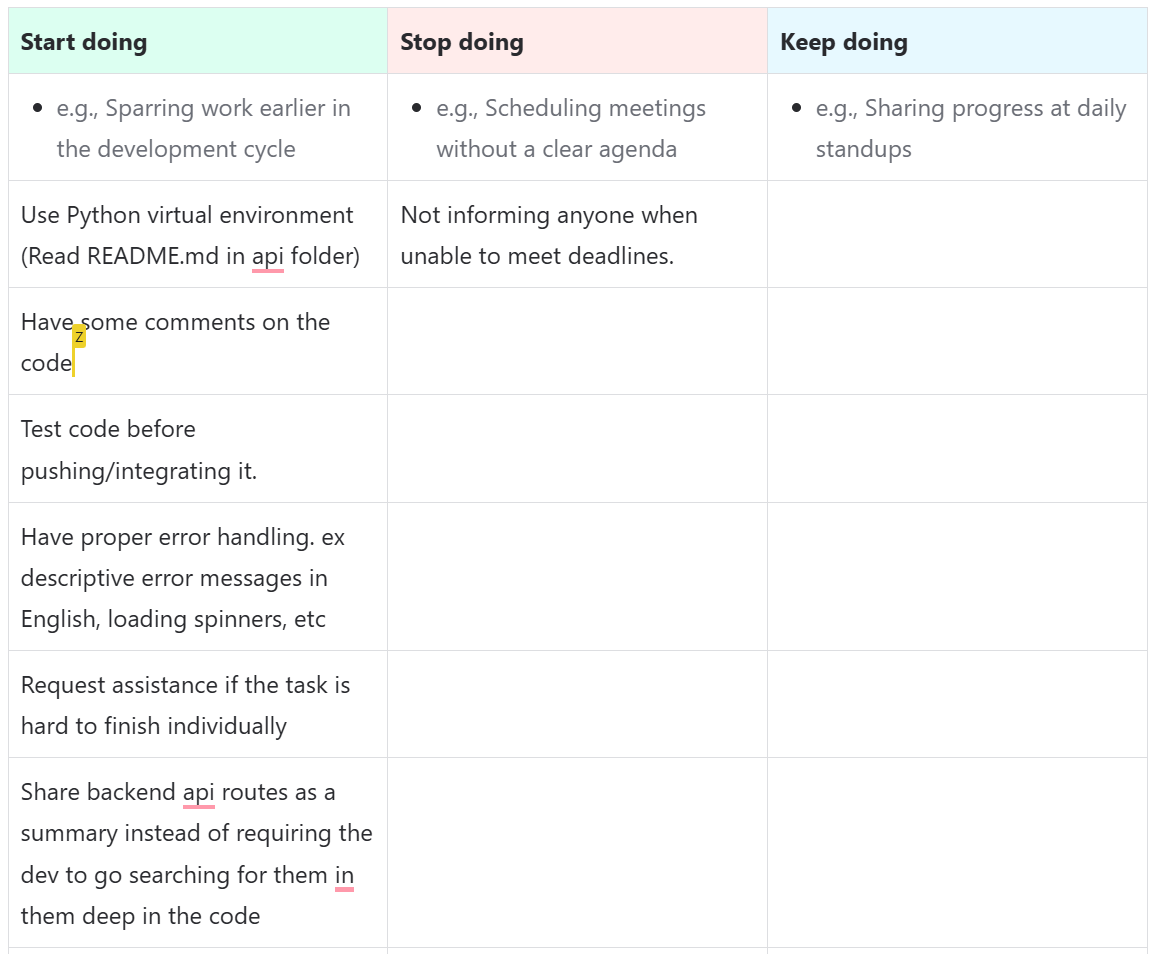 Start doing
Stop doing
Keep doing
e.g., Sparring work earlier in
the development cycle
e.g., Scheduling meetings
without a clear agenda
e.g., Sharing progress at daily
standups
Use Python virtual environment
(Read README.md in api folder)
Not informing anyone when
unable to meet deadlines.
Have some comments on the
code
Z
Test code before
pushing/integrating it.
Have proper error handling. ex
descriptive error messages in
English, loading spinners, etc
Request assistance if the task is
hard to finish individually
Share backend api routes as a
summary instead of requiring the
dev to go searching for them in
them deep in the code